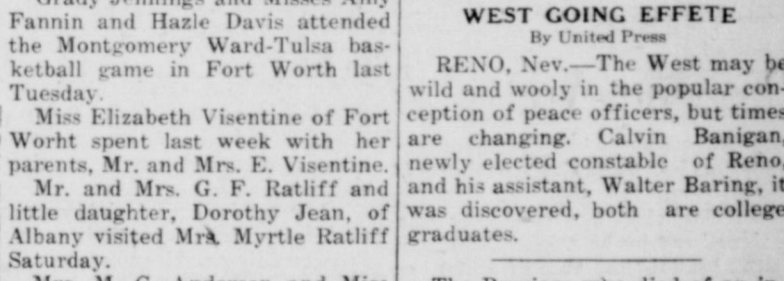 Grady Jennings and Misses Amy
Fannin and Hazle Davis attended
the Montgomery Ward-Tulsa bas-
ketball game in Fort Worth last
Tuesday.
Miss Elizabeth Visentine of Fort
Worht spent last week with her
parents, Mr. and Mrs. E. Visentine.
Mr. and Mrs. G. F. Ratliff and
little daughter, Dorothy Jean, of
Albany visited Mrs. Myrtle Ratliff
Saturday.
WEST GOING EFFETE
By United Press
RENO, Nev.—The West may be
wild and wooly in the popular con-
ception of peace officers, but times
are changing. Calvin Banigan,
newly elected constable of Reno,
and his assistant, Walter Baring, it
was discovered, both are college
graduates.